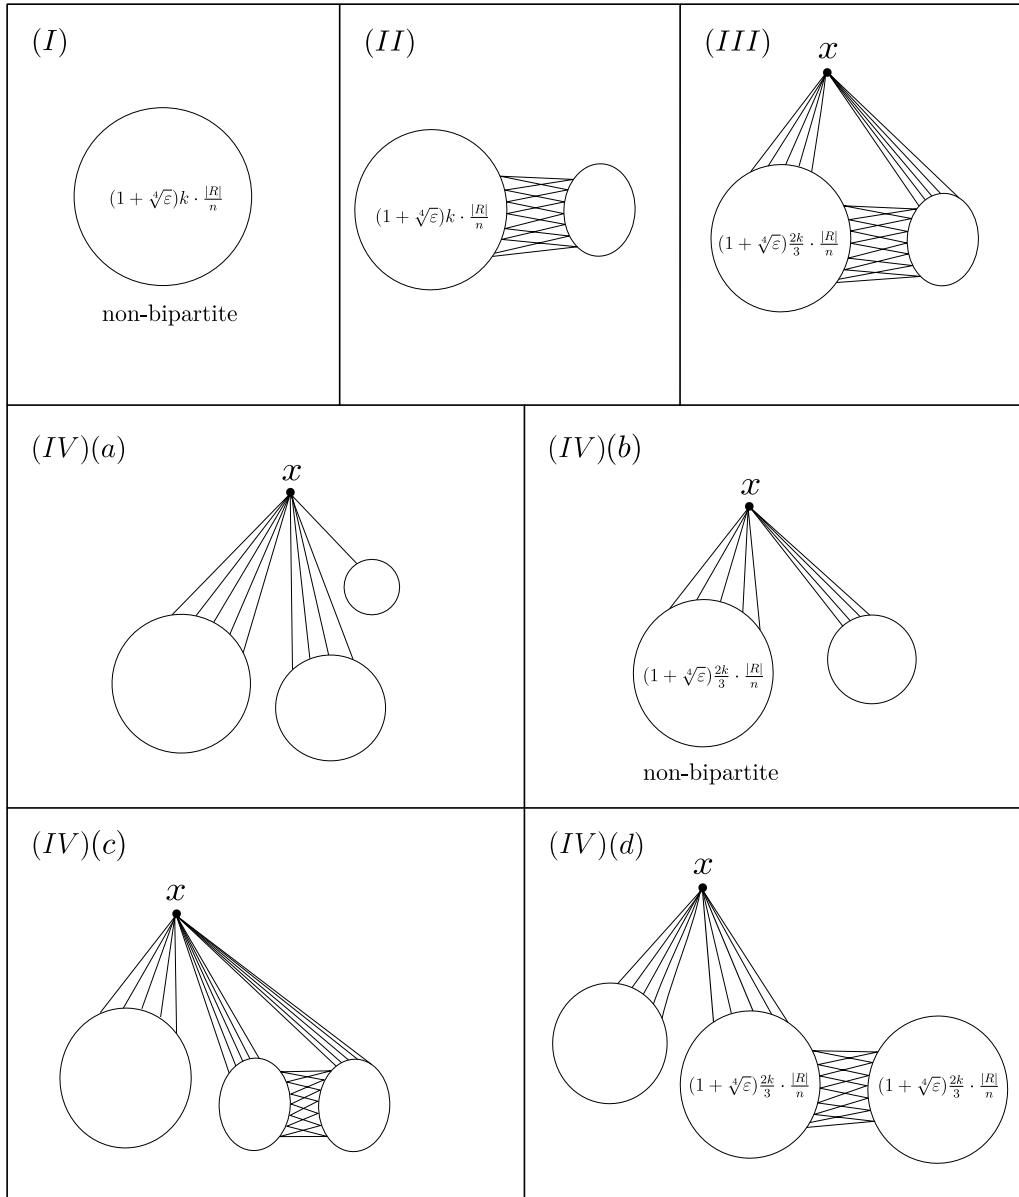 (I)
(1 + ∜ε)k · |R|/n
non-bipartite
(II)
(1 + ∜ε)k · |R|/n
(III)
x
(1 + ∜ε)2k/3 · |R|/n
(IV)(a)
x
(IV)(b)
x
(1 + ∜ε)2k/3 · |R|/n
non-bipartite
(IV)(c)
x
(IV)(d)
x
(1 + ∜ε)2k/3 · |R|/n
(1 + ∜ε)2k/3 · |R|/n